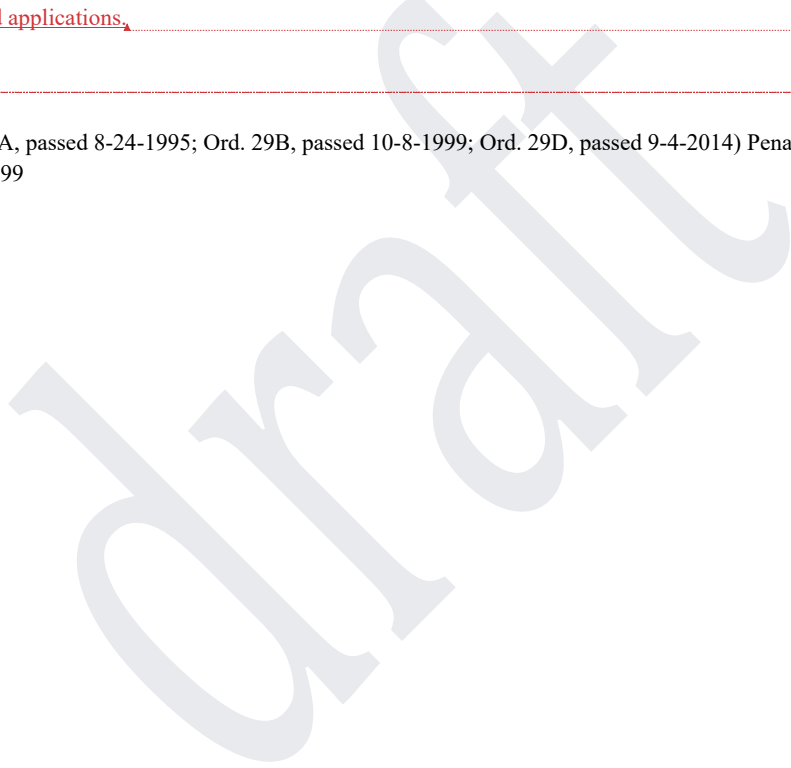 applications.
A, passed 8-24-1995; Ord. 29B, passed 10-8-1999; Ord. 29D, passed 9-4-2014)
99
draft